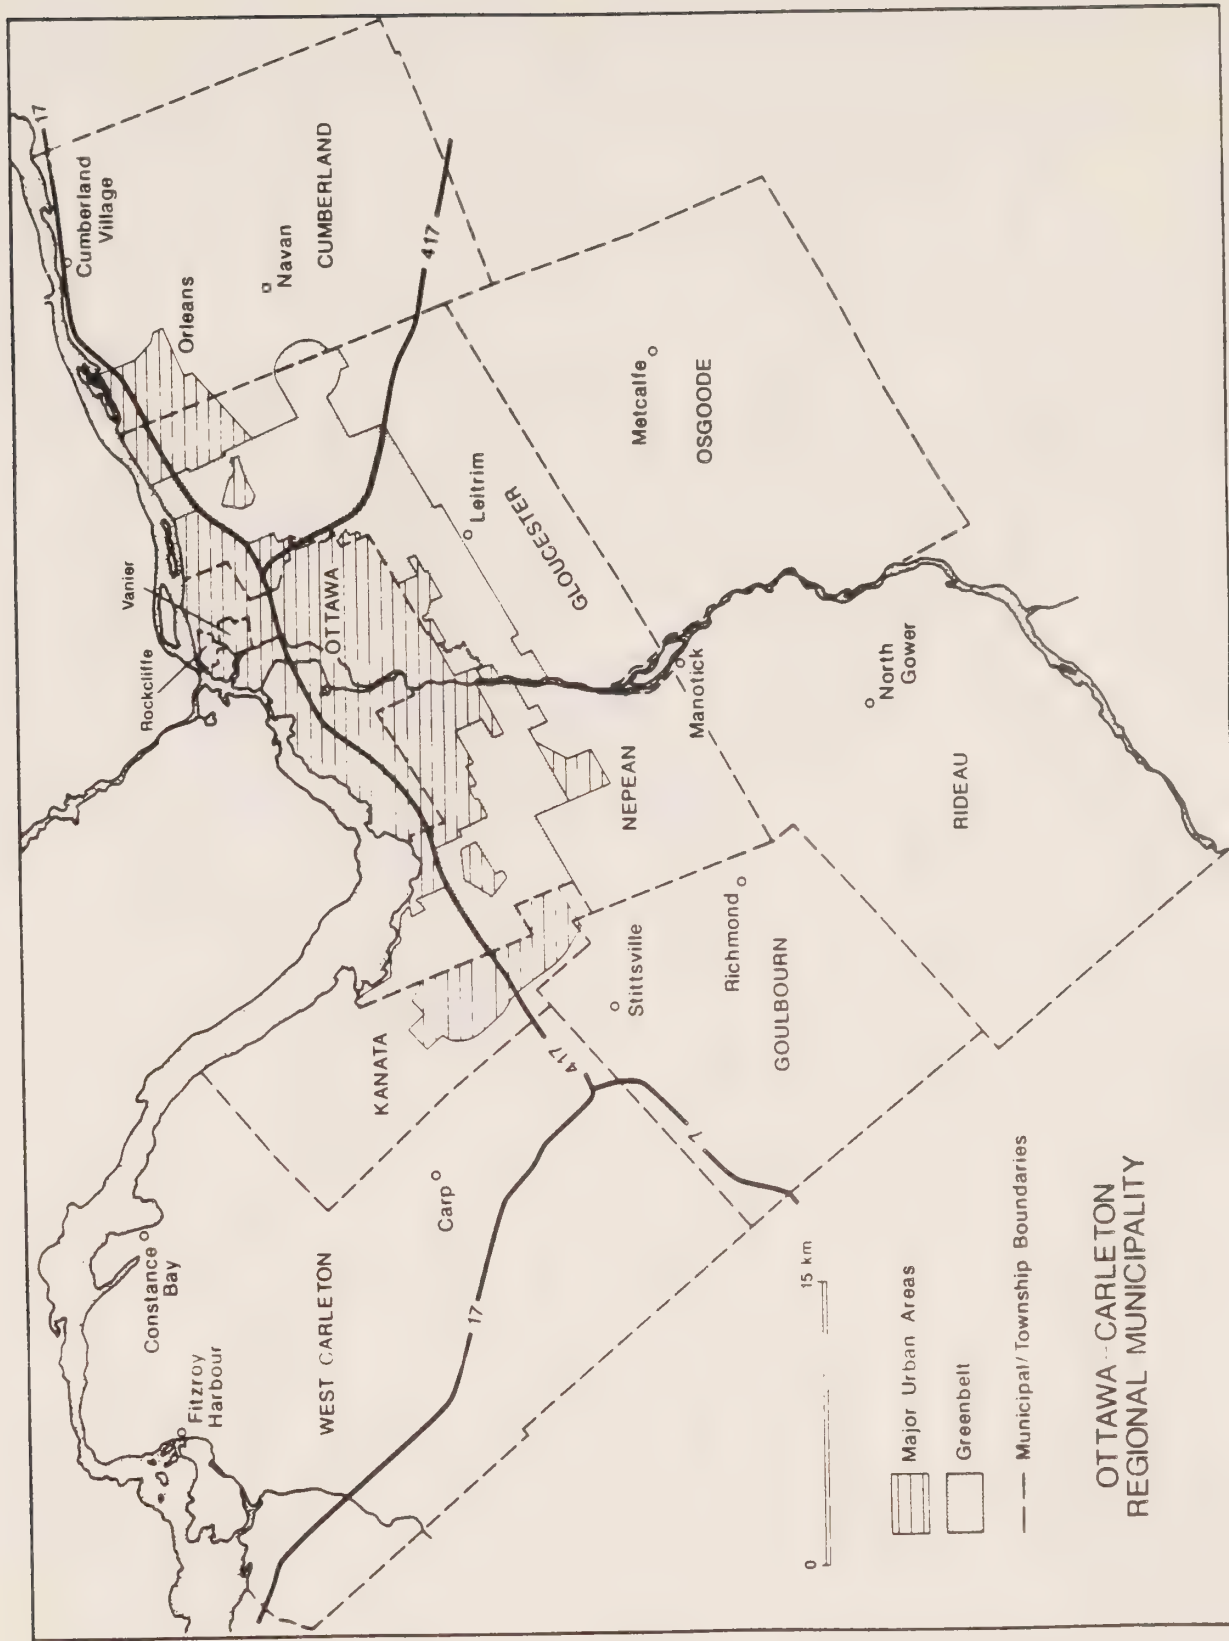 17
Cumberland
Village
Orleans
Navan
CUMBERLAND
417
Vanier
Rockcliffe
OTTAWA
Leitrim
GLOUCESTER
Metcalfe
OSGOODE
Manotick
North
Gower
NEPEAN
RIDEAU
Stittsville
Richmond
GOULBOURN
KANATA
417
7
Carp
Constance
Bay
Fitzroy
Harbour
WEST CARLETON
17
0
15 km
Major Urban Areas
Greenbelt
Municipal/Township Boundaries
OTTAWA-CARLETON
REGIONAL MUNICIPALITY